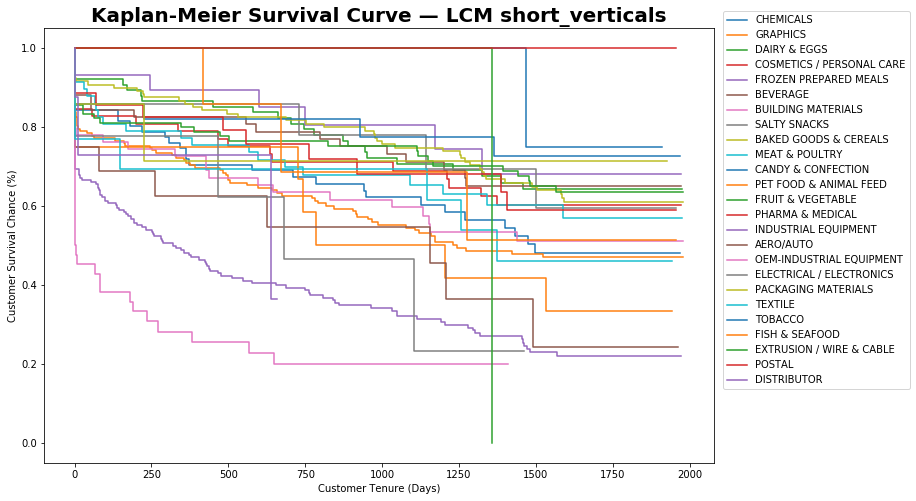 Kaplan-Meier Survival Curve — LCM short_verticals
CHEMICALS
GRAPHICS
DAIRY & EGGS
COSMETICS / PERSONAL CARE
FROZEN PREPARED MEALS
BEVERAGE
BUILDING MATERIALS
SALTY SNACKS
BAKED GOODS & CEREALS
MEAT & POULTRY
CANDY & CONFECTION
PET FOOD & ANIMAL FEED
FRUIT & VEGETABLE
PHARMA & MEDICAL
INDUSTRIAL EQUIPMENT
AERO/AUTO
OEM-INDUSTRIAL EQUIPMENT
ELECTRICAL / ELECTRONICS
PACKAGING MATERIALS
TEXTILE
TOBACCO
FISH & SEAFOOD
EXTRUSION / WIRE & CABLE
POSTAL
DISTRIBUTOR
Customer Survival Chance (%)
1.0
0.8
0.6
0.4
0.2
0.0
0 250 500 750 1000 1250 1500 1750 2000
Customer Tenure (Days)